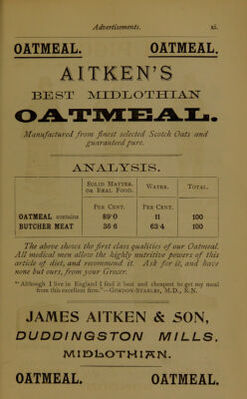 Advertisements. xi.
OATMEAL. OATMEAL.
AITKEN'S
BEST MIDLOTHIAN
OATMEAL.
Manufactured from finest selected Scotch Oats and
guaranteed pure.
ANALYSIS.
Solid Matter, or Real Food. Water. Total.
Per Cent. Per Cent.
OATMEAL contains 89·0 11 100
BUTCHER MEAT 36·6 63·4 100
The above shows the first class qualities of our Oatmeal.
All medical men allow the highly nutritive powers of this
article of diet, and recommend it. Ask for it, and have
none but ours, from your Grocer.
"Although I live in England I find it best and cheapest to get my meal
from this excellent firm."—Gordon-Stables, M.D., R.N.
JAMES AITKEN & SON,
DUDDINGSTON MILLS,
MIDLOTHIAN.
OATMEAL. OATMEAL.